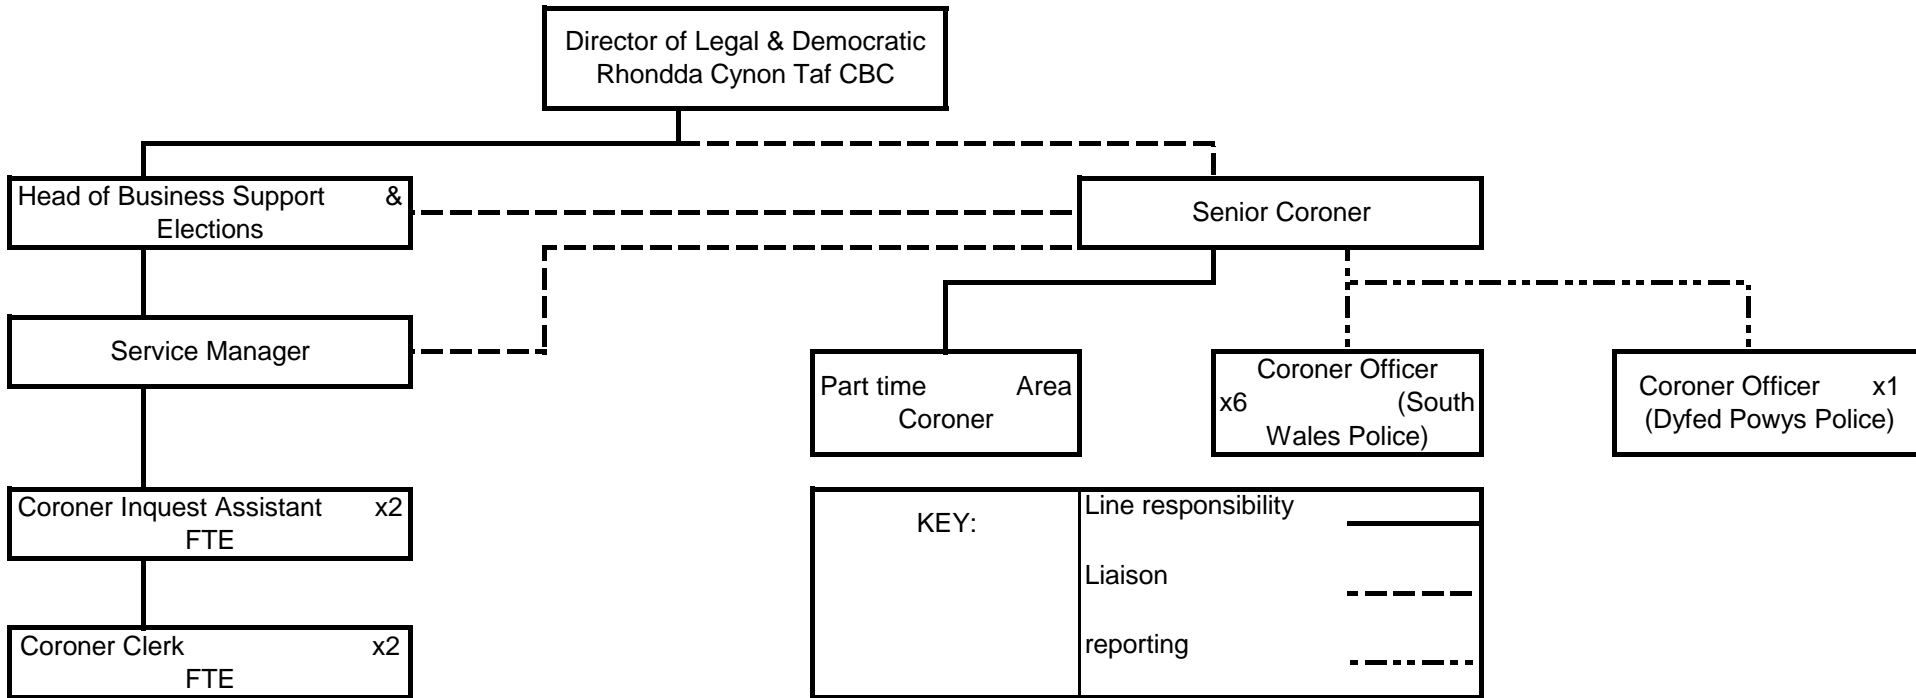 Director of Legal & Democratic
Rhondda Cynon Taf CBC
Head of Business Support &
Elections
Senior Coroner
Service Manager
Part time Area
Coroner
Coroner Officer
x6 (South
Wales Police)
Coroner Officer x1
(Dyfed Powys Police)
Coroner Inquest Assistant x2
FTE
KEY:
Line responsibility
Liaison
reporting
Coroner Clerk x2
FTE